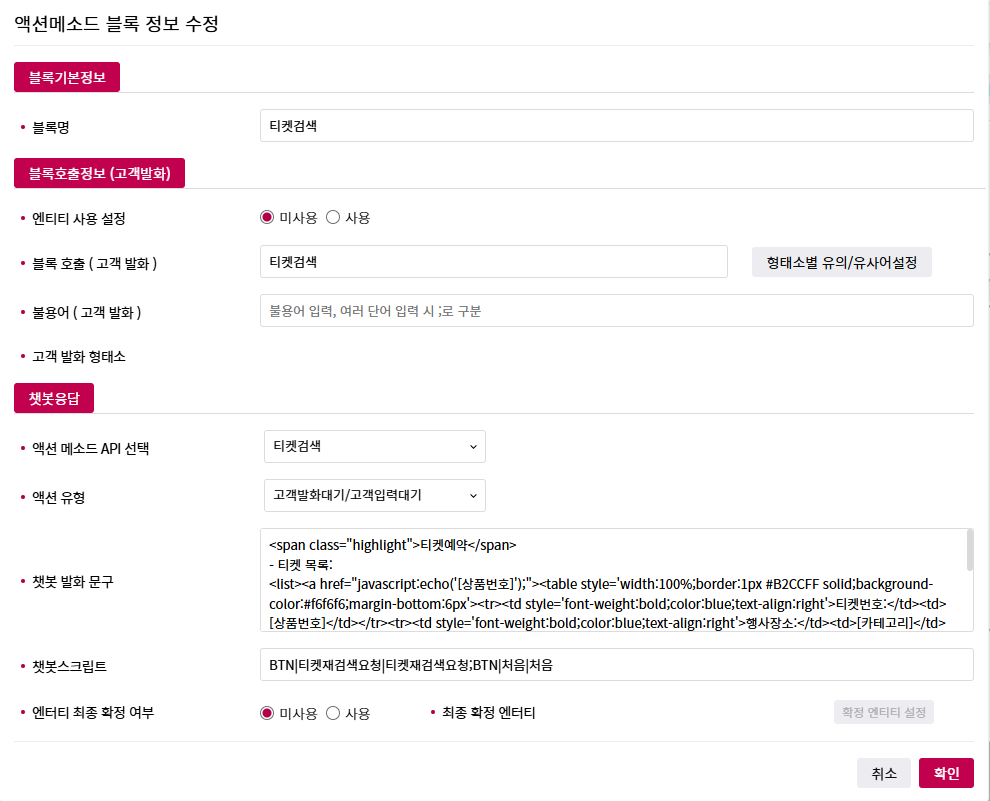 액션메소드 블록 정보 수정
블록기본정보
• 블록명 티켓검색
블록호출정보 (고객발화)
• 엔티티 사용 설정 미사용 사용
• 블록 호출 ( 고객 발화 ) 티켓검색 형태소별 유의/유사어설정
• 불용어 ( 고객 발화 ) 불용어 입력, 여러 단어 입력 시 ;로 구분
• 고객 발화 형태소
챗봇응답
• 액션 메소드 API 선택 티켓검색
• 액션 유형 고객발화대기/고객입력대기
• 챗봇 발화 문구
<span class="highlight">티켓예약</span>
- 티켓 목록:
<list><a href="javascript:echo('[상품번호]');"><table style='width:100%;border:1px #B2CCFF solid;background-
color:#f6f6f6;margin-bottom:6px'><tr><td style='font-weight:bold;color:blue;text-align:right'>티켓번호:</td><td>
[상품번호]</td></tr><tr><td style='font-weight:bold;color:blue;text-align:right'>행사장소:</td><td>[카테고리]</td>
• 챗봇스크립트 BTN|티켓재검색요청|티켓재검색요청;BTN|처음|처음
• 엔터티 최종 확정 여부 미사용 사용 • 최종 확정 엔터티 확정 엔티티 설정
취소 확인